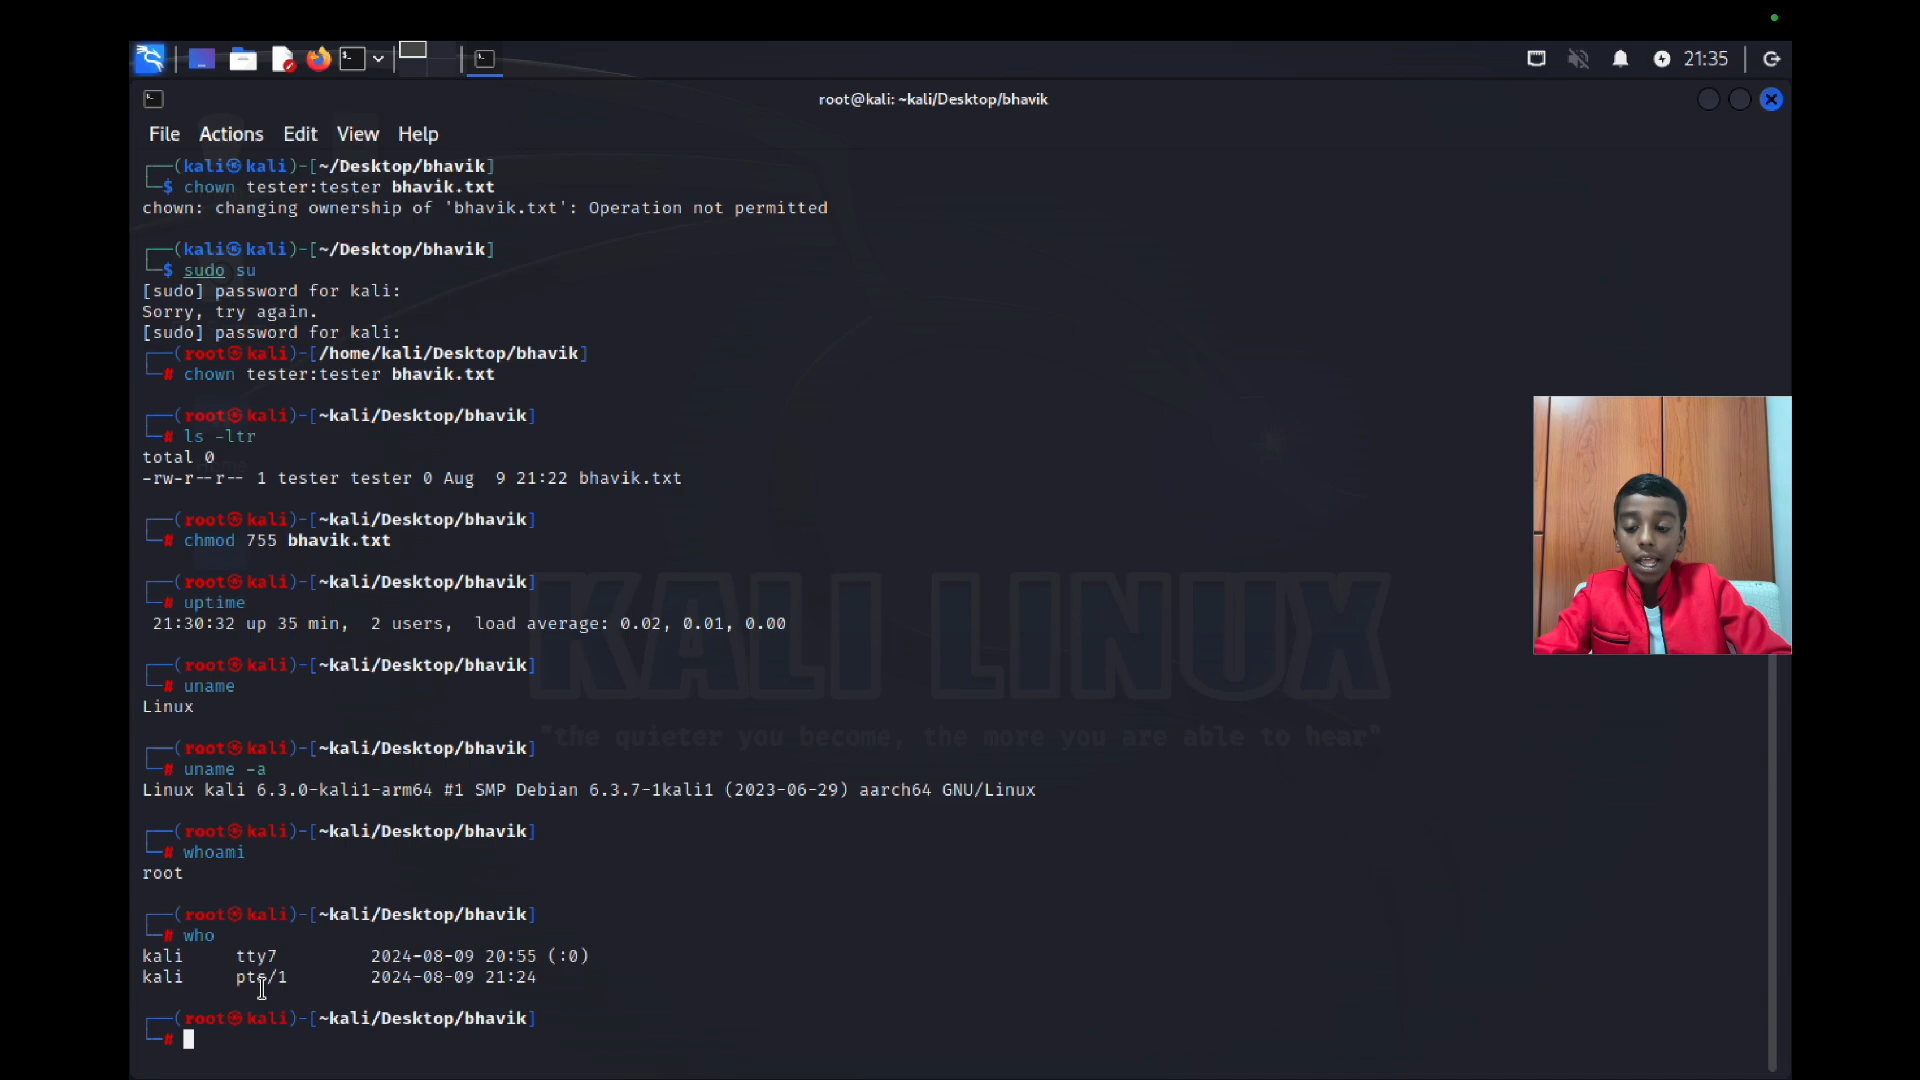 21:35
root@kali: ~kali/Desktop/bhavik
File Actions Edit View Help
┌──(kali㉿kali)-[~/Desktop/bhavik]
└─$ chown tester:tester bhavik.txt
chown: changing ownership of 'bhavik.txt': Operation not permitted
┌──(kali㉿kali)-[~/Desktop/bhavik]
└─$ sudo su
[sudo] password for kali:
Sorry, try again.
[sudo] password for kali:
┌──(root㉿kali)-[/home/kali/Desktop/bhavik]
└─# chown tester:tester bhavik.txt
┌──(root㉿kali)-[~kali/Desktop/bhavik]
└─# ls -ltr
total 0
-rw-r--r-- 1 tester tester 0 Aug  9 21:22 bhavik.txt
┌──(root㉿kali)-[~kali/Desktop/bhavik]
└─# chmod 755 bhavik.txt
┌──(root㉿kali)-[~kali/Desktop/bhavik]
└─# uptime
21:30:32 up 35 min,  2 users,  load average: 0.02, 0.01, 0.00
┌──(root㉿kali)-[~kali/Desktop/bhavik]
└─# uname
Linux
KALI LINUX
"the quieter you become, the more you are able to hear"
┌──(root㉿kali)-[~kali/Desktop/bhavik]
└─# uname -a
Linux kali 6.3.0-kali1-arm64 #1 SMP Debian 6.3.7-1kali1 (2023-06-29) aarch64 GNU/Linux
┌──(root㉿kali)-[~kali/Desktop/bhavik]
└─# whoami
root
┌──(root㉿kali)-[~kali/Desktop/bhavik]
└─# who
kali     tty7         2024-08-09 20:55 (:0)
kali     pts/1        2024-08-09 21:24
┌──(root㉿kali)-[~kali/Desktop/bhavik]
└─#